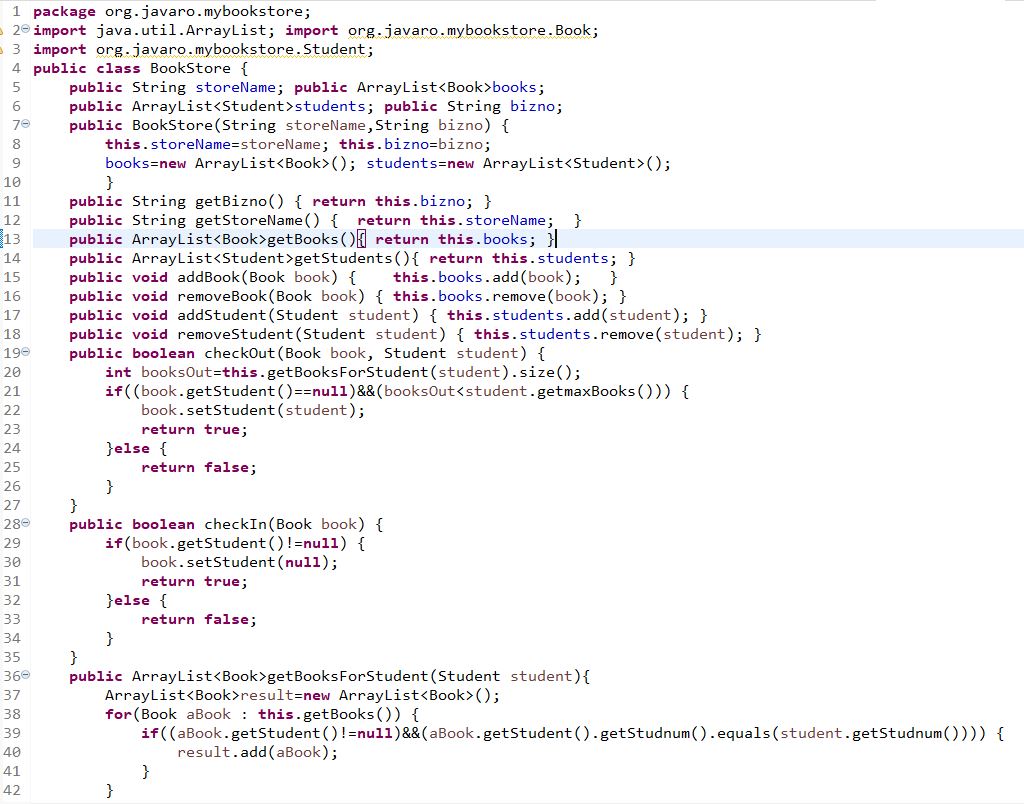 1 package org.javaro.mybookstore;
2 import java.util.ArrayList; import org.javaro.mybookstore.Book;
3 import org.javaro.mybookstore.Student;
4 public class BookStore {
5     public String storeName; public ArrayList<Book>books;
6     public ArrayList<Student>students; public String bizno;
7     public BookStore(String storeName,String bizno) {
8         this.storeName=storeName; this.bizno=bizno;
9         books=new ArrayList<Book>(); students=new ArrayList<Student>();
10         }
11     public String getBizno() { return this.bizno; }
12     public String getStoreName() {  return this.storeName;  }
13     public ArrayList<Book>getBooks(){ return this.books; }
14     public ArrayList<Student>getStudents(){ return this.students; }
15     public void addBook(Book book) {    this.books.add(book);   }
16     public void removeBook(Book book) { this.books.remove(book); }
17     public void addStudent(Student student) { this.students.add(student); }
18     public void removeStudent(Student student) { this.students.remove(student); }
19     public boolean checkOut(Book book, Student student) {
20         int booksOut=this.getBooksForStudent(student).size();
21         if((book.getStudent()==null)&&(booksOut<student.getmaxBooks())) {
22             book.setStudent(student);
23             return true;
24         }else {
25             return false;
26         }
27     }
28     public boolean checkIn(Book book) {
29         if(book.getStudent()!=null) {
30             book.setStudent(null);
31             return true;
32         }else {
33             return false;
34         }
35     }
36     public ArrayList<Book>getBooksForStudent(Student student){
37         ArrayList<Book>result=new ArrayList<Book>();
38         for(Book aBook : this.getBooks()) {
39             if((aBook.getStudent()!=null)&&(aBook.getStudent().getStudnum().equals(student.getStudnum()))) {
40                 result.add(aBook);
41             }
42         }